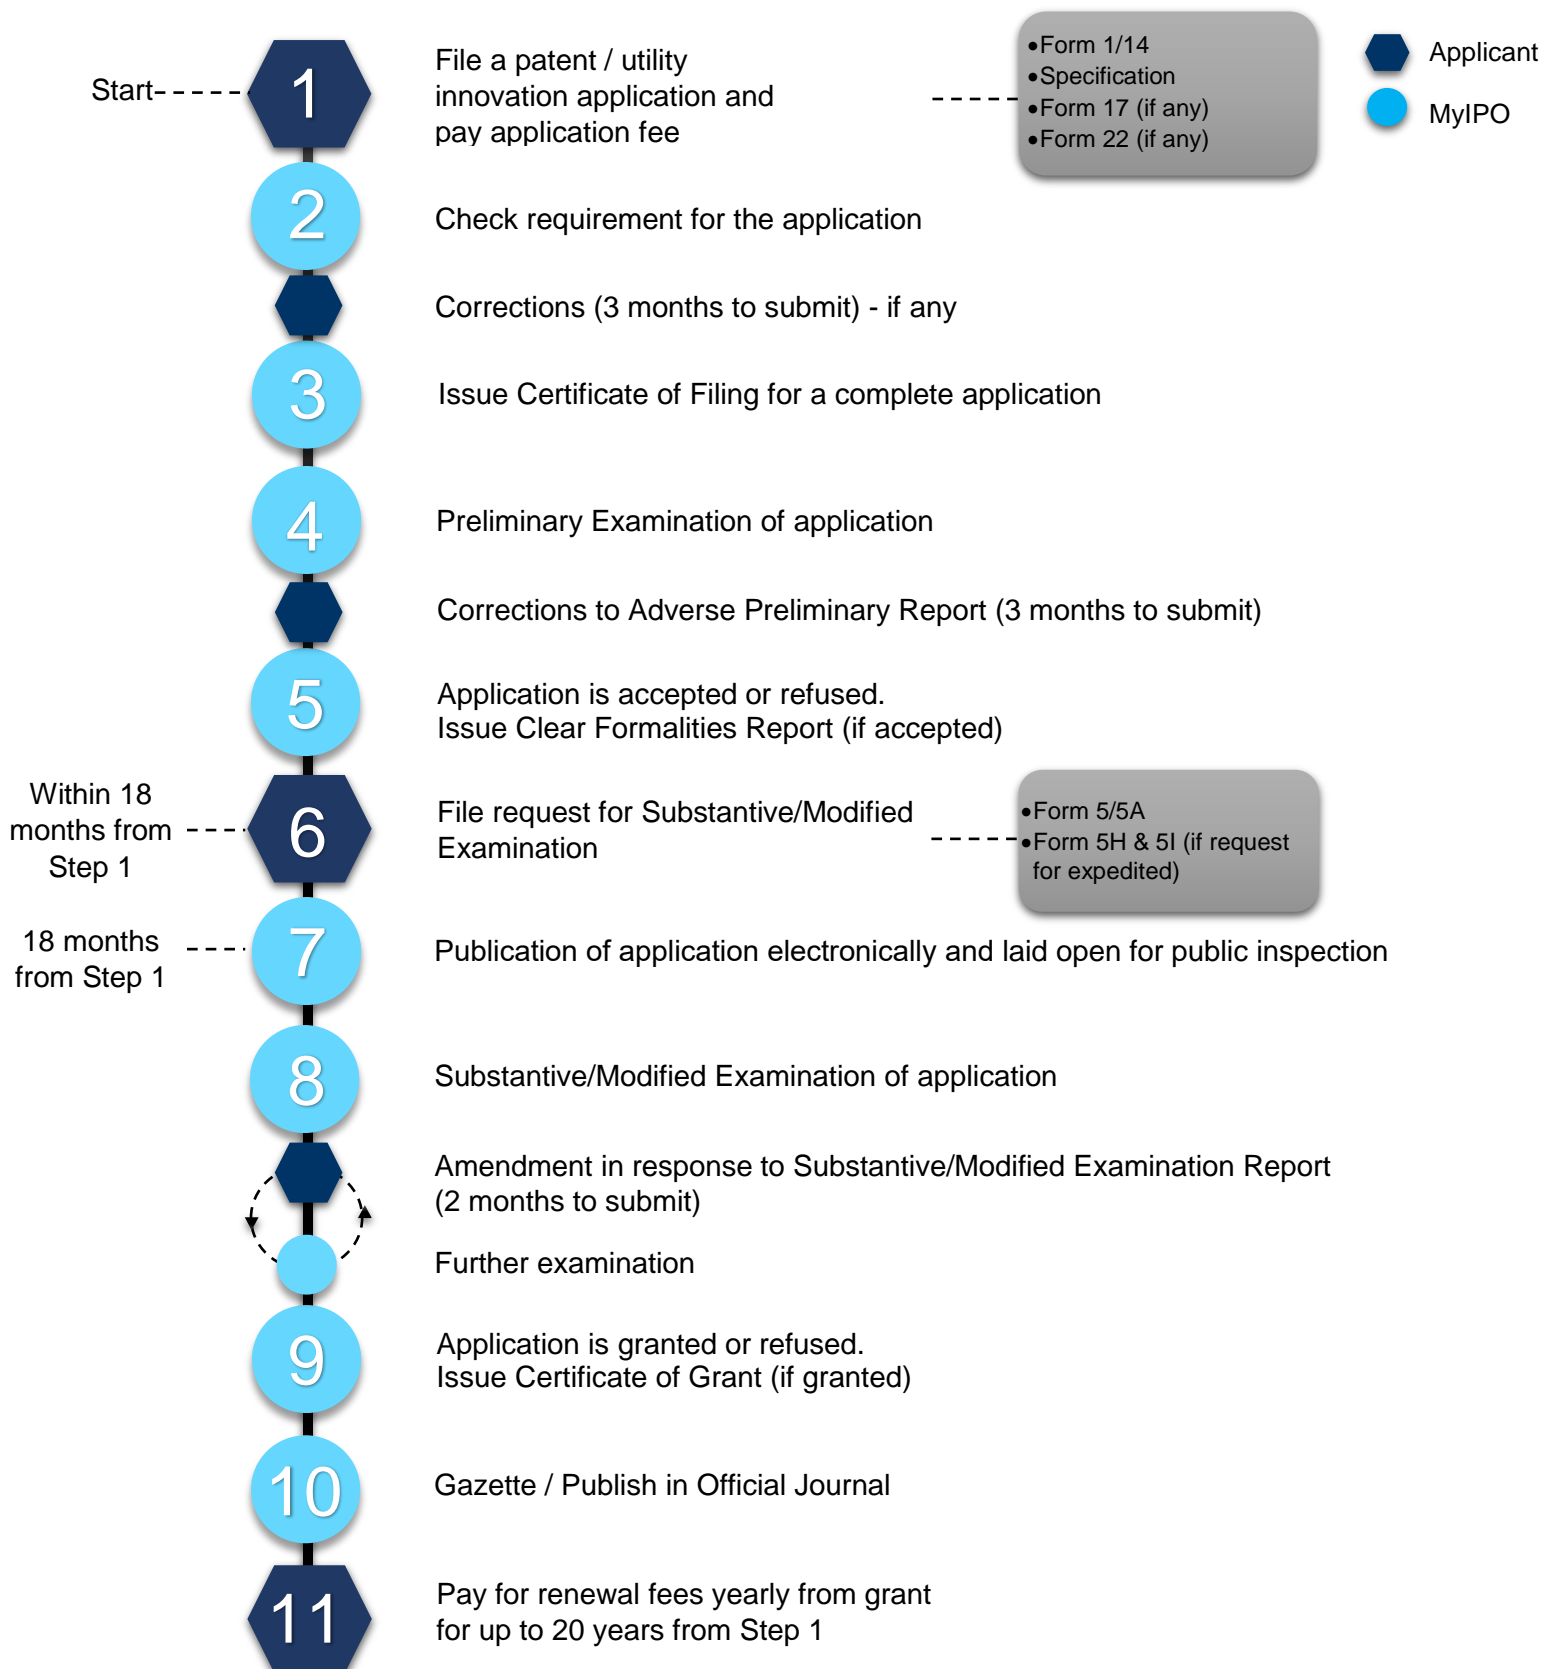 Start
1
File a patent / utility
innovation application and
pay application fee
•Form 1/14
•Specification
•Form 17 (if any)
•Form 22 (if any)
Applicant
MyIPO
2
Check requirement for the application
Corrections (3 months to submit) - if any
3
Issue Certificate of Filing for a complete application
4
Preliminary Examination of application
Corrections to Adverse Preliminary Report (3 months to submit)
5
Application is accepted or refused.
Issue Clear Formalities Report (if accepted)
Within 18
months from
Step 1
6
File request for Substantive/Modified
Examination
•Form 5/5A
•Form 5H & 5I (if request
for expedited)
18 months
from Step 1
7
Publication of application electronically and laid open for public inspection
8
Substantive/Modified Examination of application
Amendment in response to Substantive/Modified Examination Report
(2 months to submit)
Further examination
9
Application is granted or refused.
Issue Certificate of Grant (if granted)
10
Gazette / Publish in Official Journal
11
Pay for renewal fees yearly from grant
for up to 20 years from Step 1